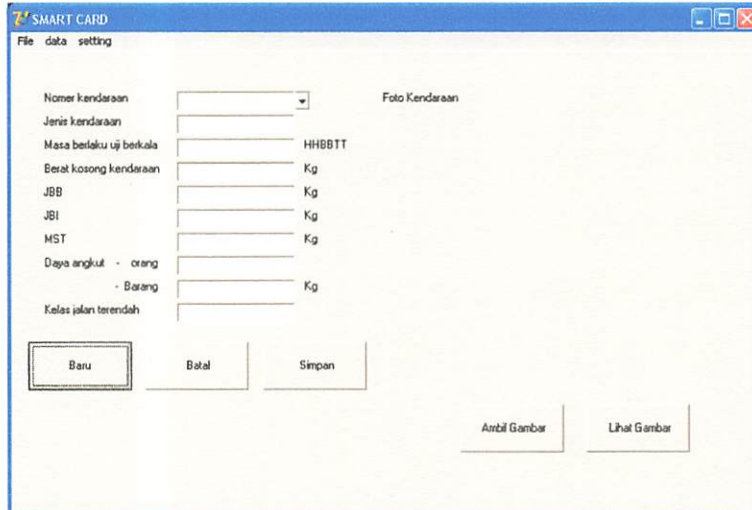 SMART CARD
File data setting
Nomer kendaraan
Foto Kendaraan
Jenis kendaraan
Masa berlaku uji berkala HHBBTT
Berat kosong kendaraan Kg
JBB Kg
JBI Kg
MST Kg
Daya angkut - orang
- Barang Kg
Kelas jalan terendah
Baru Batal Simpan
Ambil Gambar Lihat Gambar